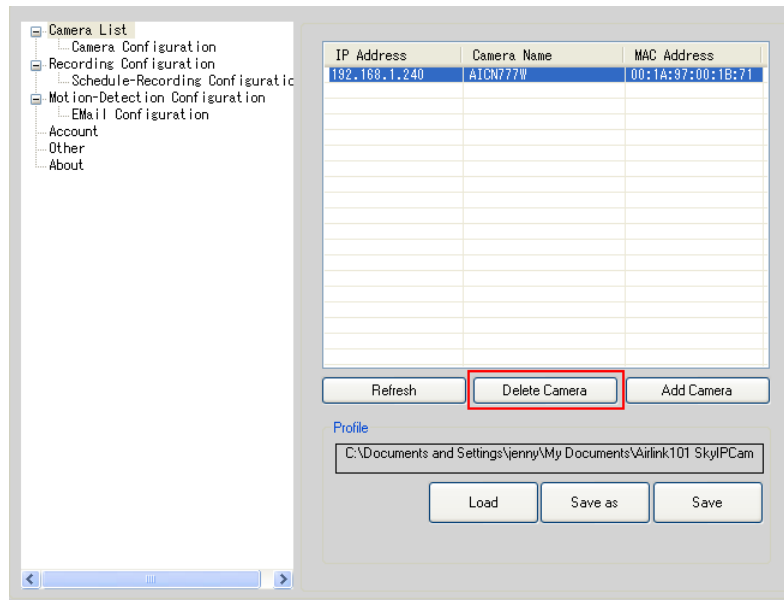 Camera List
Camera Configuration
Recording Configuration
Schedule-Recording Configuratic
Motion-Detection Configuration
EMail Configuration
Account
Other
About
IP Address Camera Name MAC Address
192.168.1.240 AICN777W 00:1A:97:00:1B:71
Refresh Delete Camera Add Camera
Profile
C:\Documents and Settings\jenny\My Documents\Airlink101 SkyIPCam
Load Save as Save